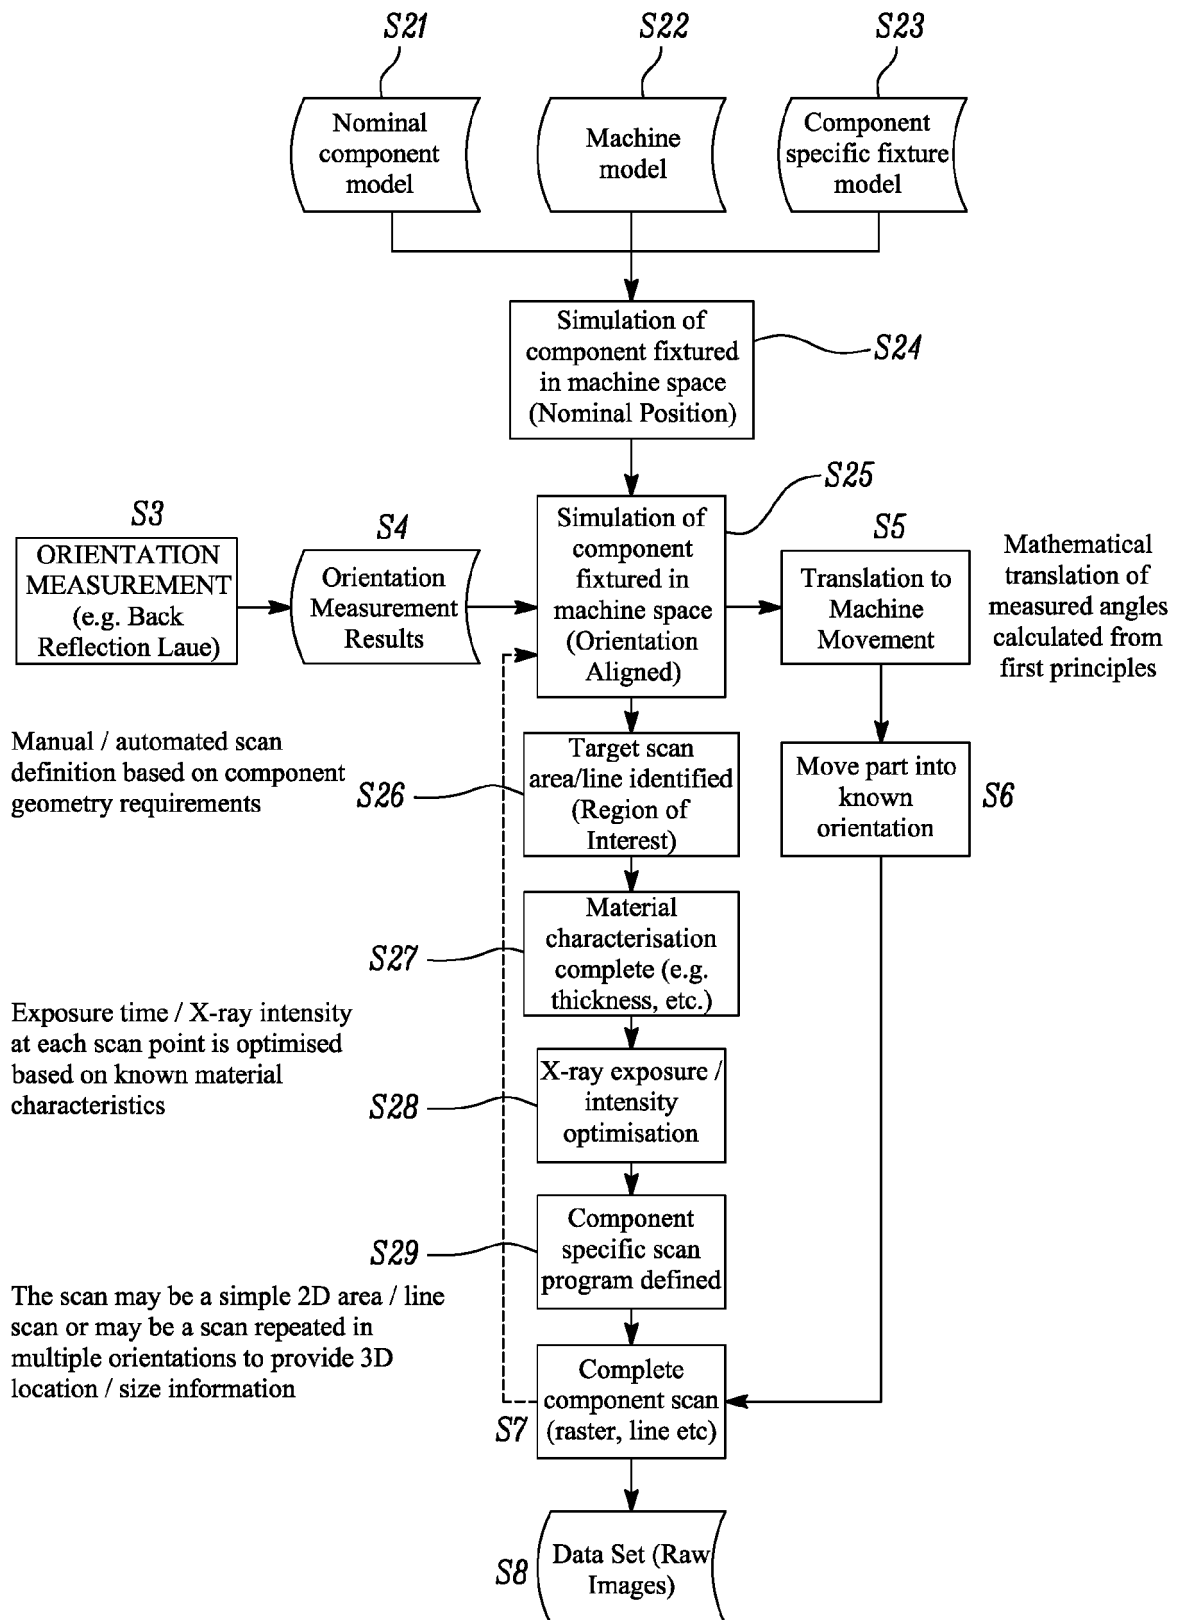 S21
S22
S23
Nominal
component
model
Machine
model
Component
specific fixture
model
Simulation of
component fixtured
in machine space
(Nominal Position)
S24
S3
ORIENTATION
MEASUREMENT
(e.g. Back
Reflection Laue)
S4
Orientation
Measurement
Results
S25
Simulation of
component
fixtured in
machine space
(Orientation
Aligned)
S5
Translation to
Machine
Movement
Mathematical
translation of
measured angles
calculated from
first principles
Manual / automated scan
definition based on component
geometry requirements
S26
Target scan
area/line identified
(Region of
Interest)
Move part into
known
orientation
S6
S27
Material
characterisation
complete (e.g.
thickness, etc.)
Exposure time / X-ray intensity
at each scan point is optimised
based on known material
characteristics
S28
X-ray exposure /
intensity
optimisation
S29
Component
specific scan
program defined
The scan may be a simple 2D area / line
scan or may be a scan repeated in
multiple orientations to provide 3D
location / size information
Complete
component scan
(raster, line etc)
S7
S8
Data Set (Raw
Images)